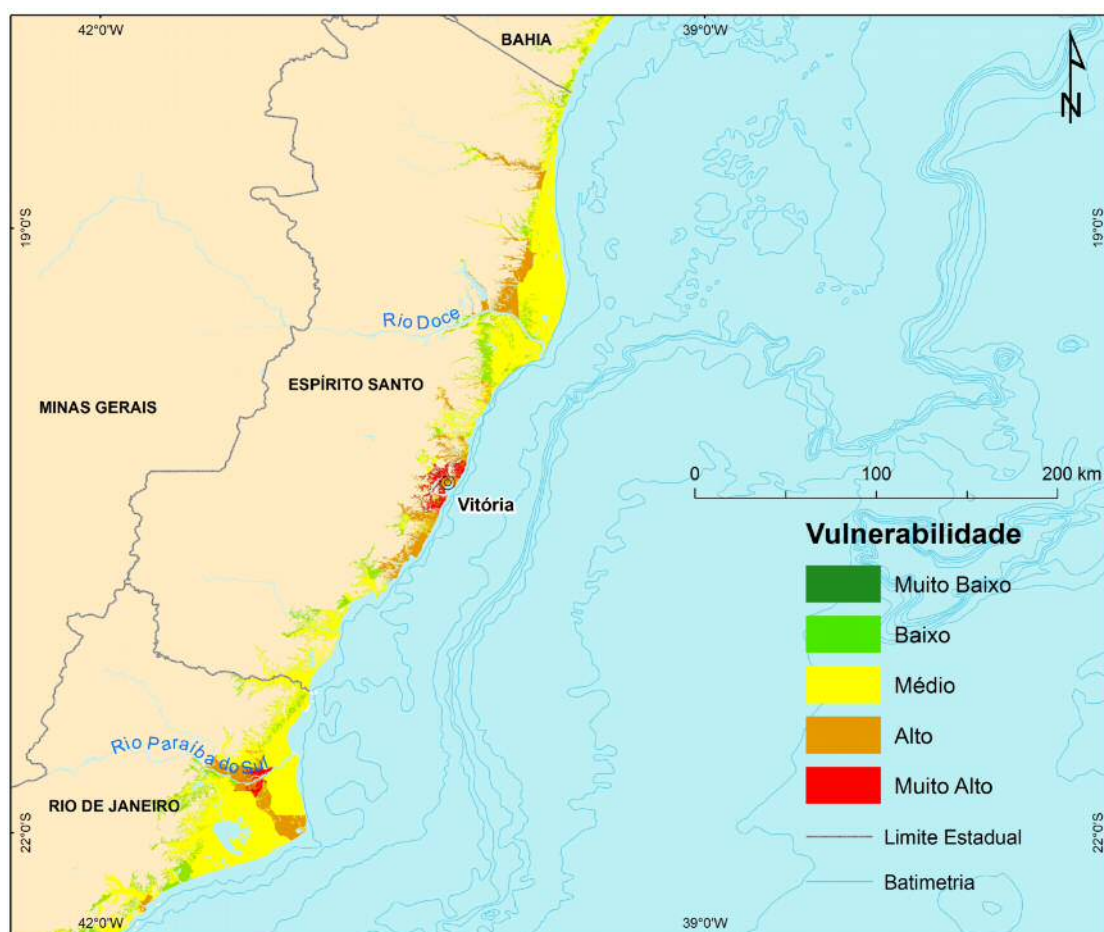 42°0'W
39°0'W
BAHIA
N
19°0'S
19°0'S
Rio Doce
ESPÍRITO SANTO
MINAS GERAIS
0 100 200 km
Vitória
Vulnerabilidade
Muito Baixo
Baixo
Médio
Alto
Muito Alto
Limite Estadual
Batimetria
Rio Paraíba do Sul
RIO DE JANEIRO
22°0'S
22°0'S
42°0'W
39°0'W